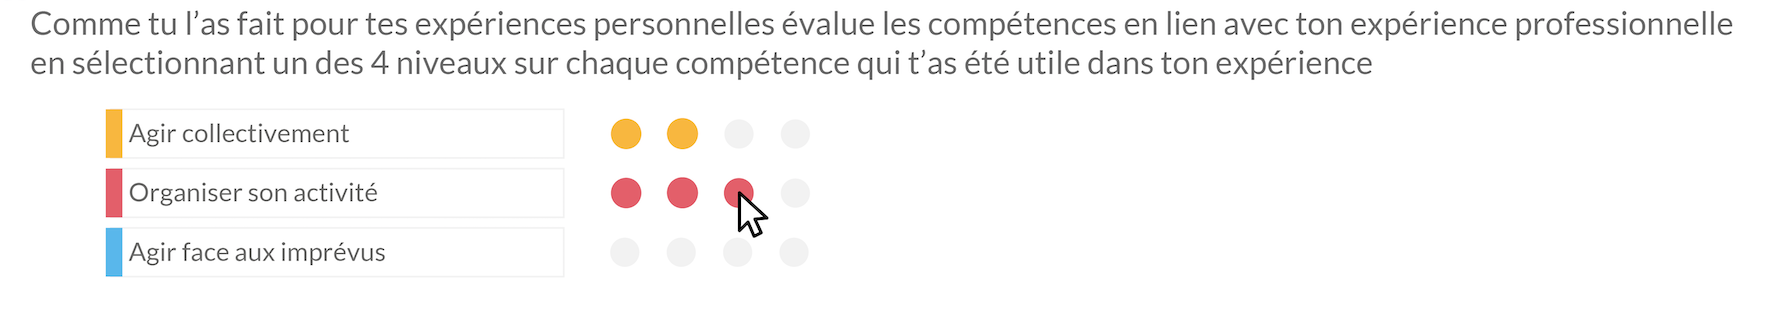 Comme tu l’as fait pour tes expériences personnelles évalue les compétences en lien avec ton expérience professionnelle
en sélectionnant un des 4 niveaux sur chaque compétence qui t’as été utile dans ton expérience
Agir collectivement
Organiser son activité
Agir face aux imprévus